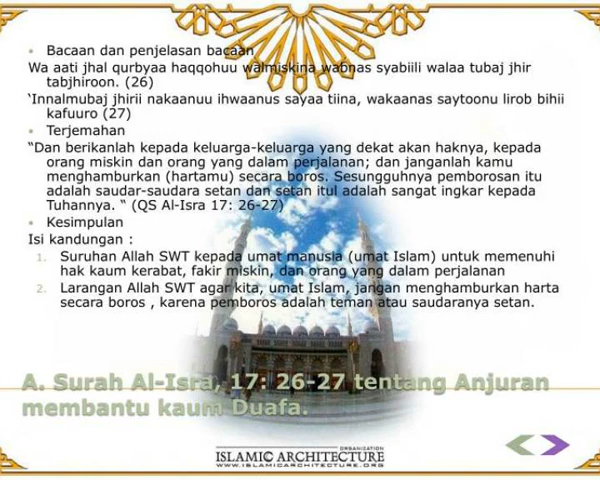 Bacaan dan penjelasan bacaan
Wa aati jhal qurbyaa haqqohuu walmiskina wabnas syabiili walaa tubaj jhir
tabjhiroon. (26)
‘Innalmubaj jhirii nakaanuu ihwaanus sayaa tiina, wakaanas saytoonu lirob bihii
kafuuro (27)
Terjemahan
“Dan berikanlah kepada keluarga-keluarga yang dekat akan haknya, kepada
orang miskin dan orang yang dalam perjalanan; dan janganlah kamu
menghamburkan (hartamu) secara boros. Sesungguhnya pemborosan itu
adalah saudar-saudara setan dan setan itul adalah sangat ingkar kepada
Tuhannya. “ (QS Al-Isra 17: 26-27)
Kesimpulan
Isi kandungan :
1. Suruhan Allah SWT kepada umat manusia (umat Islam) untuk memenuhi
hak kaum kerabat, fakir miskin, dan orang yang dalam perjalanan
2. Larangan Allah SWT agar kita, umat Islam, jangan menghamburkan harta
secara boros , karena pemboros adalah teman atau saudaranya setan.
A. Surah Al-Isra, 17: 26-27 tentang Anjuran
membantu kaum Duafa.
ORGANIZATION
ISLAMIC ARCHITECTURE
WWW.ISLAMICARCHITECTURE.ORG